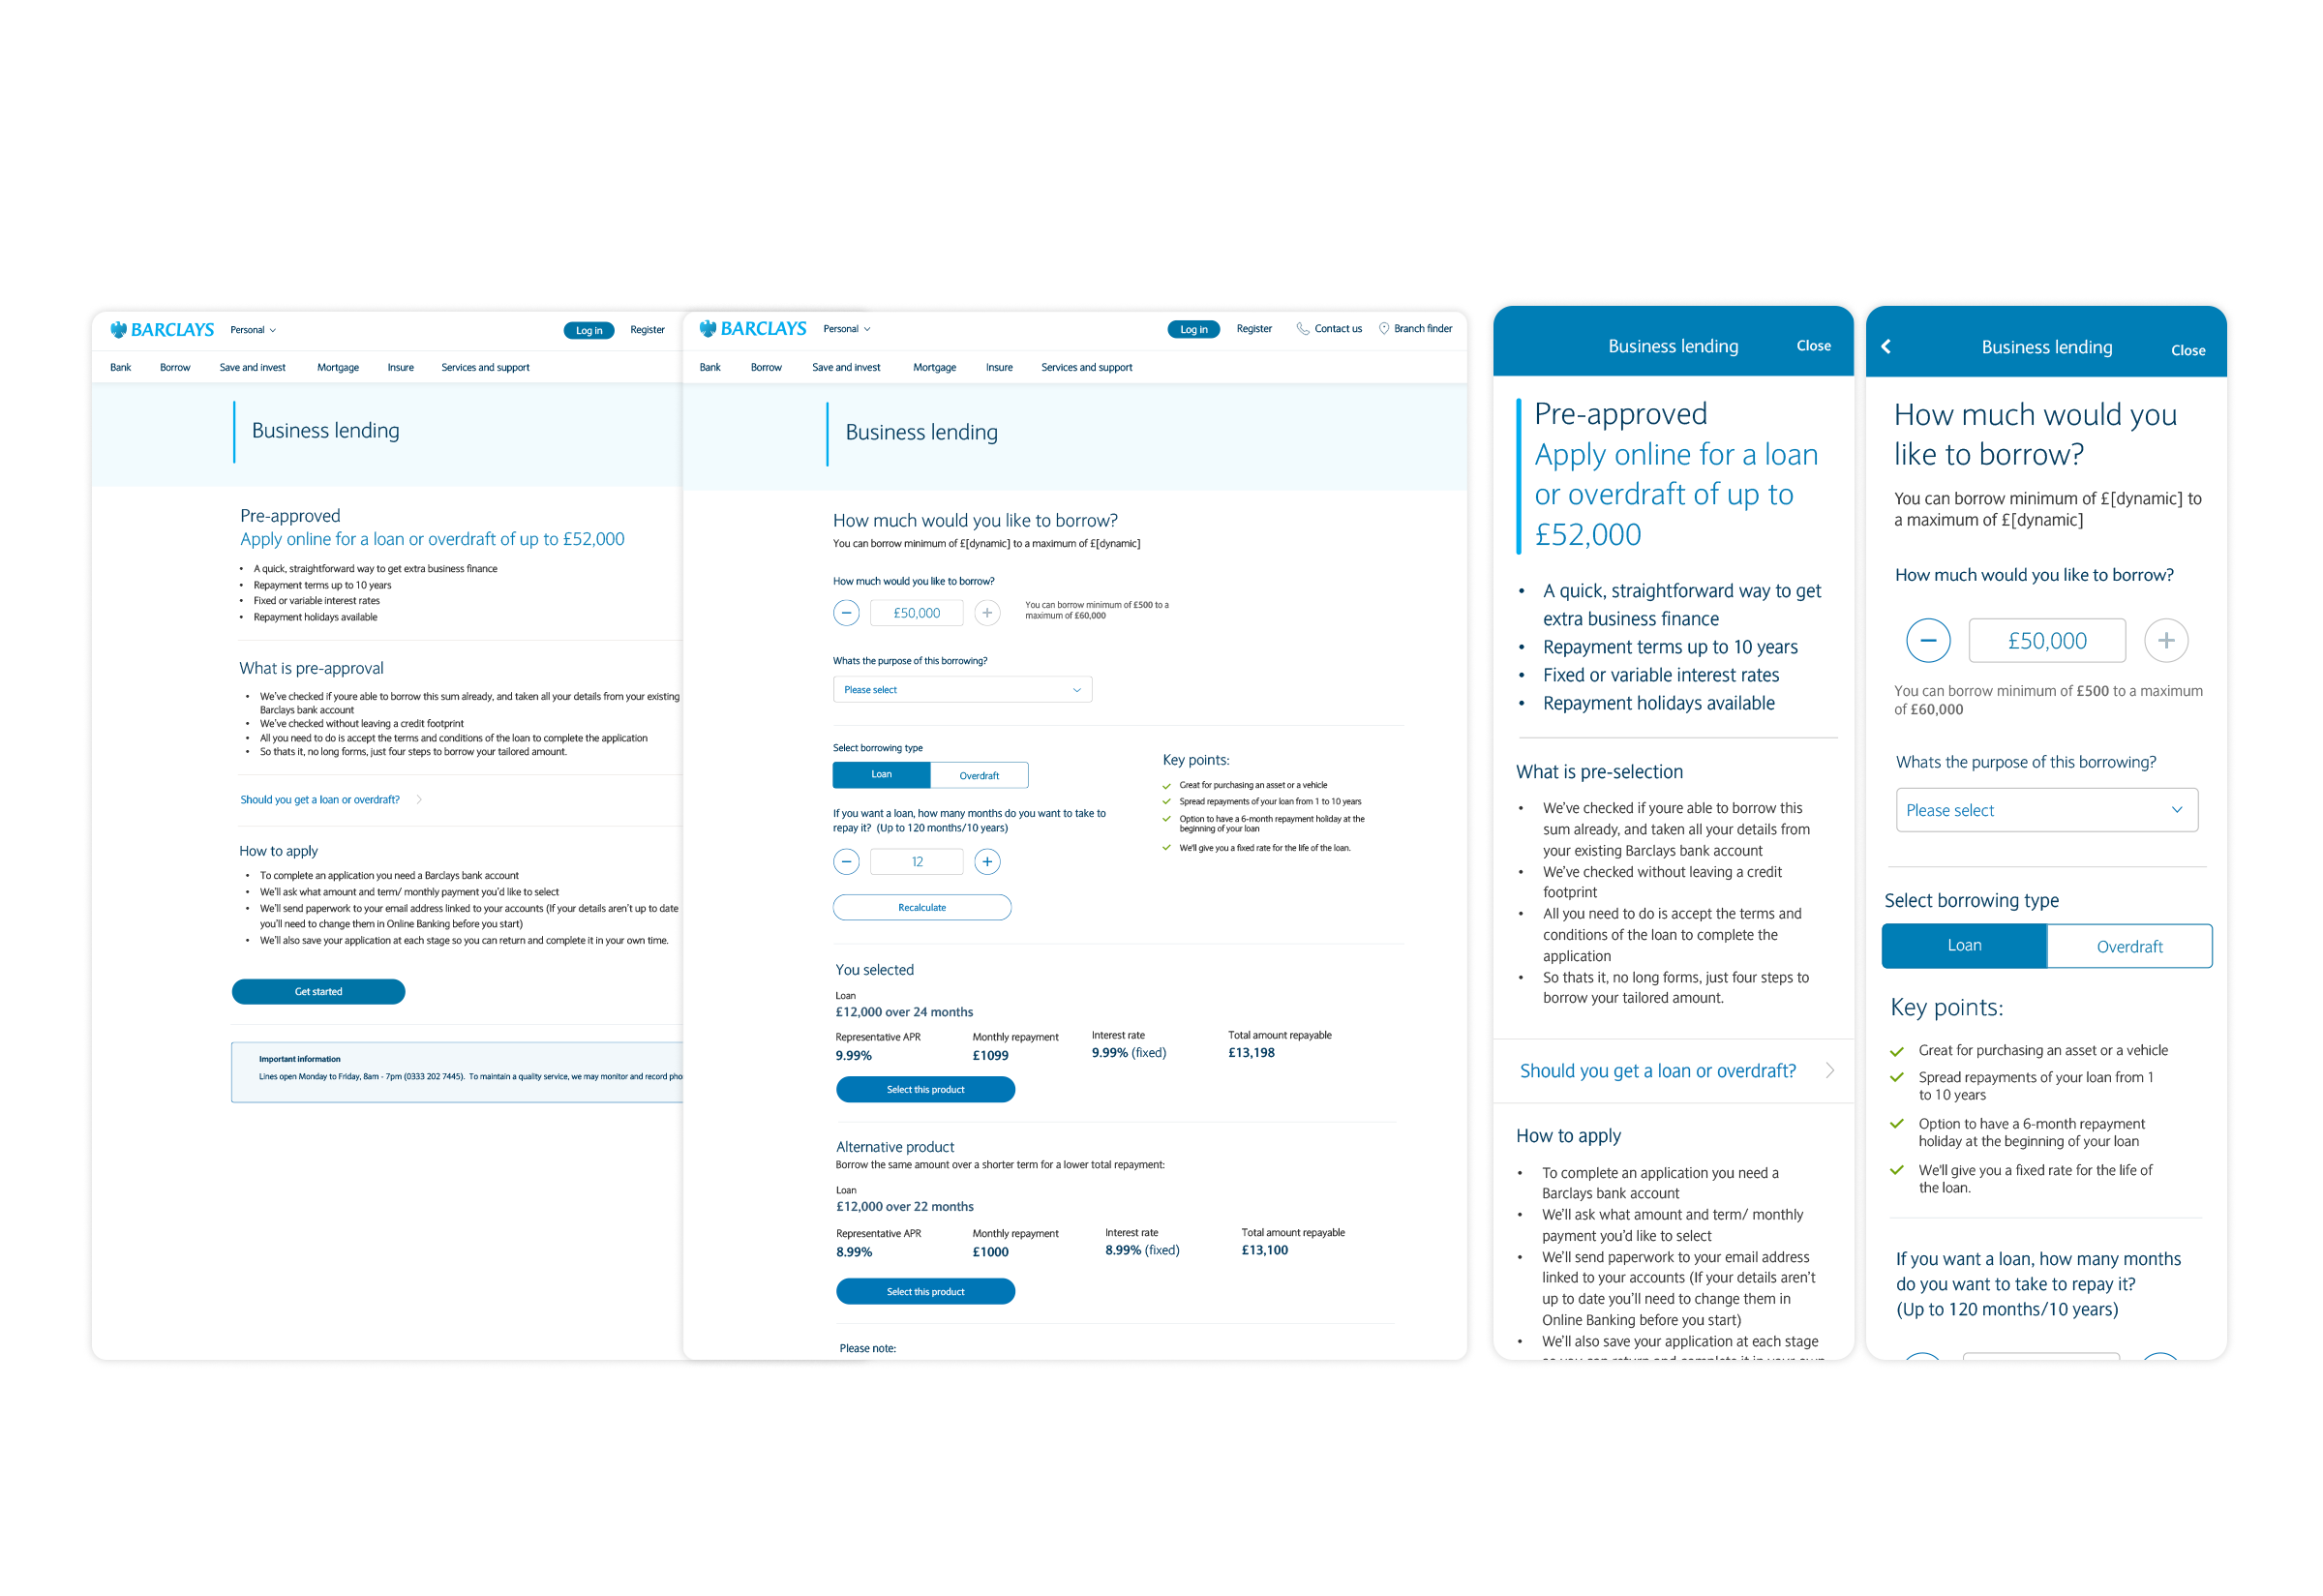 BARCLAYS Personal Log in Register
Bank Borrow Save and invest Mortgage Insure Services and support
Business lending
Pre-approved
Apply online for a loan or overdraft of up to £52,000
• A quick, straightforward way to get extra business finance
• Repayment terms up to 10 years
• Fixed or variable interest rates
• Repayment holidays available
What is pre-approval
• We've checked if youre able to borrow this sum already, and taken all your details from your existing
Barclays bank account
• We've checked without leaving a credit footprint
• All you need to do is accept the terms and conditions of the loan to complete the application
• So thats it, no long forms, just four steps to borrow your tailored amount.
Should you get a loan or overdraft?
How to apply
• To complete an application you need a Barclays bank account
• We'll ask what amount and term/ monthly payment you'd like to select
• We'll send paperwork to your email address linked to your accounts (If your details aren't up to date
you'll need to change them in Online Banking before you start)
• We'll also save your application at each stage so you can return and complete it in your own time.
Get started
Important information
Lines open Monday to Friday, 8am - 7pm (0333 202 7445). To maintain a quality service, we may monitor and record pho
BARCLAYS Personal Log in Register Contact us Branch finder
Bank Borrow Save and invest Mortgage Insure Services and support
Business lending
How much would you like to borrow?
You can borrow minimum of £[dynamic] to a maximum of £[dynamic]
How much would you like to borrow?
− £50,000 +
You can borrow minimum of £500 to a
maximum of £60,000
Whats the purpose of this borrowing?
Please select
Select borrowing type
Loan Overdraft
If you want a loan, how many months do you want to take to
repay it? (Up to 120 months/10 years)
− 12 +
Recalculate
Key points:
Great for purchasing an asset or a vehicle
Spread repayments of your loan from 1 to 10 years
Option to have a 6-month repayment holiday at the
beginning of your loan
We'll give you a fixed rate for the life of the loan.
You selected
Loan
£12,000 over 24 months
Representative APR Monthly repayment Interest rate Total amount repayable
9.99% £1099 9.99% (fixed) £13,198
Select this product
Alternative product
Borrow the same amount over a shorter term for a lower total repayment:
Loan
£12,000 over 22 months
Representative APR Monthly repayment Interest rate Total amount repayable
8.99% £1000 8.99% (fixed) £13,100
Select this product
Please note:
Business lending Close
Pre-approved
Apply online for a loan
or overdraft of up to
£52,000
• A quick, straightforward way to get
extra business finance
• Repayment terms up to 10 years
• Fixed or variable interest rates
• Repayment holidays available
What is pre-selection
• We've checked if youre able to borrow this
sum already, and taken all your details from
your existing Barclays bank account
• We've checked without leaving a credit
footprint
• All you need to do is accept the terms and
conditions of the loan to complete the
application
• So thats it, no long forms, just four steps to
borrow your tailored amount.
Should you get a loan or overdraft?
How to apply
• To complete an application you need a
Barclays bank account
• We'll ask what amount and term/ monthly
payment you'd like to select
• We'll send paperwork to your email address
linked to your accounts (If your details aren't
up to date you'll need to change them in
Online Banking before you start)
• We'll also save your application at each stage
so you can return and complete it in your own
Business lending Close
How much would you
like to borrow?
You can borrow minimum of £[dynamic] to
a maximum of £[dynamic]
How much would you like to borrow?
− £50,000 +
You can borrow minimum of £500 to a maximum
of £60,000
Whats the purpose of this borrowing?
Please select
Select borrowing type
Loan Overdraft
Key points:
Great for purchasing an asset or a vehicle
Spread repayments of your loan from 1
to 10 years
Option to have a 6-month repayment
holiday at the beginning of your loan
We'll give you a fixed rate for the life of
the loan.
If you want a loan, how many months
do you want to take to repay it?
(Up to 120 months/10 years)